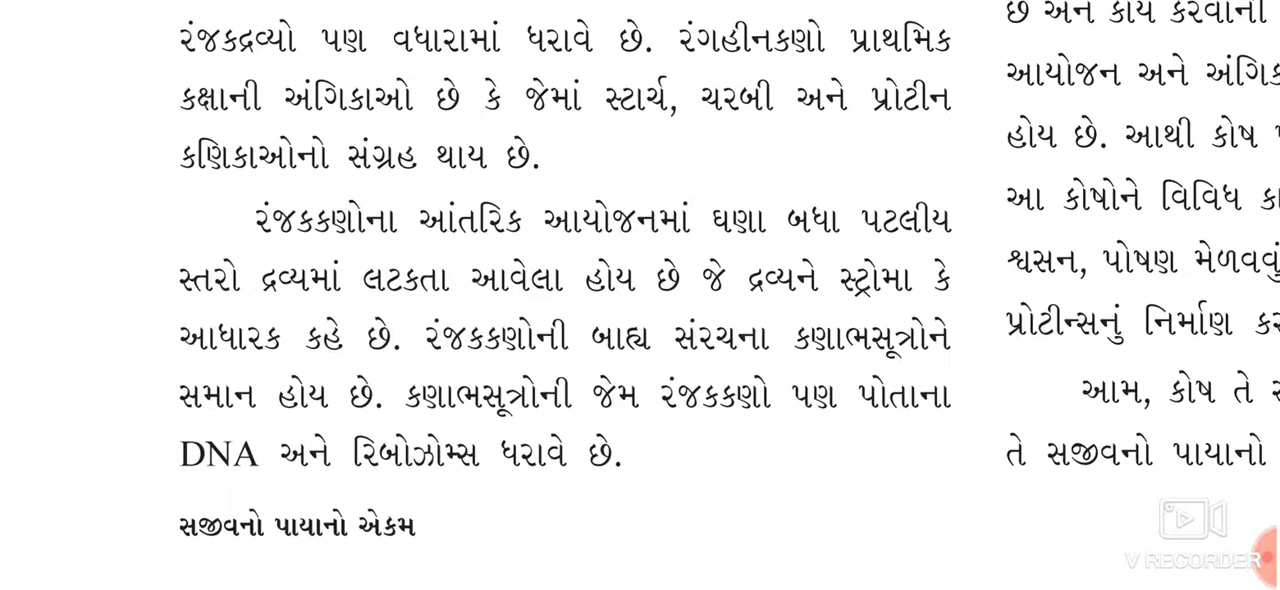 રંજકદ્રવ્યો પણ વધારામાં ધરાવે છે. રંગહીનકણો પ્રાથમિક
કક્ષાની અંગિકાઓ છે કે જેમાં સ્ટાર્ચ, ચરબી અને પ્રોટીન
કણિકાઓનો સંગ્રહ થાય છે.
રંજકકણોના આંતરિક આયોજનમાં ઘણા બધા પટલીય
સ્તરો દ્રવ્યમાં લટકતા આવેલા હોય છે જે દ્રવ્યને સ્ટ્રોમા કે
આધારક કહે છે. રંજકકણોની બાહ્ય સંરચના કણાભસૂત્રોને
સમાન હોય છે. કણાભસૂત્રોની જેમ રંજકકણો પણ પોતાના
DNA અને રિબોઝોમ્સ ધરાવે છે.
સજીવનો પાયાનો એકમ
છે અને કાર્ય કરવાની
આયોજન અને
હોય છે. આથી કોષ
આ કોષોને વિવિધ
શ્વસન, પોષણ મેળવવું
પ્રોટીન્સનું નિર્માણ
આમ, કોષ તે
તે સજીવનો પાયાનો
V RECORDER